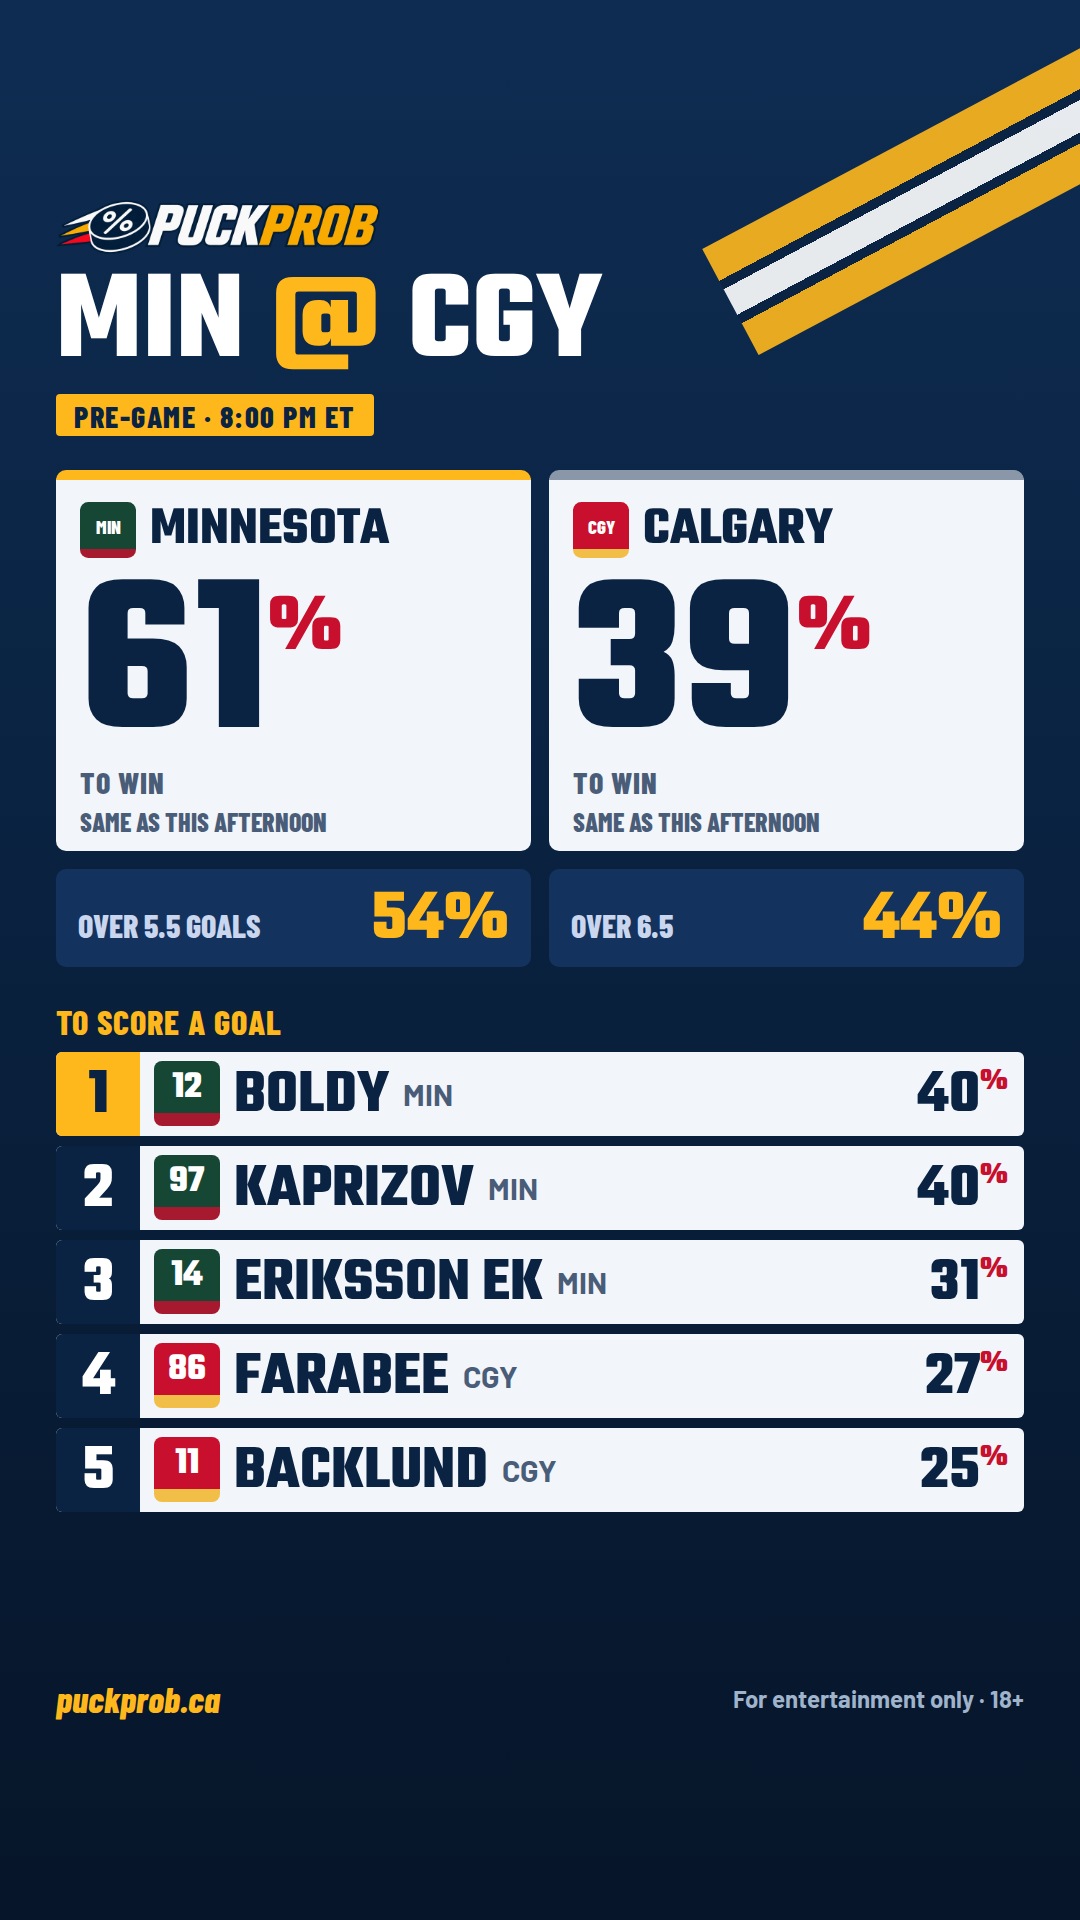 % PUCKPROB
MIN @ CGY
PRE-GAME · 8:00 PM ET
MIN MINNESOTA
61%
TO WIN
SAME AS THIS AFTERNOON
CGY CALGARY
39%
TO WIN
SAME AS THIS AFTERNOON
OVER 5.5 GOALS 54%
OVER 6.5 44%
TO SCORE A GOAL
1 12 BOLDY MIN 40%
2 97 KAPRIZOV MIN 40%
3 14 ERIKSSON EK MIN 31%
4 86 FARABEE CGY 27%
5 11 BACKLUND CGY 25%
puckprob.ca
For entertainment only · 18+